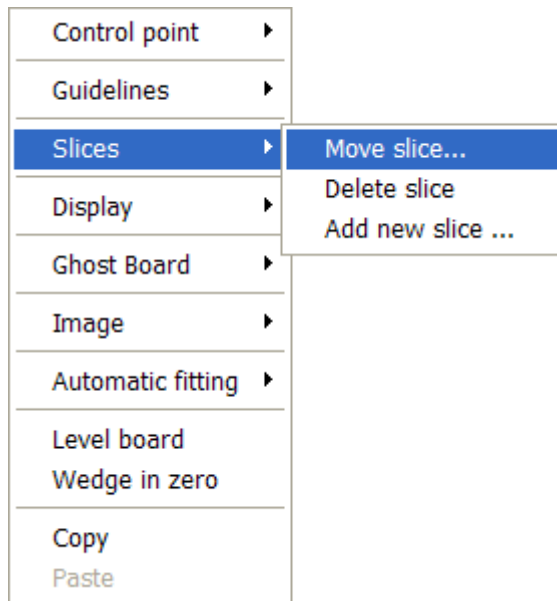 Control point
Guidelines
Slices
Move slice...
Delete slice
Add new slice ...
Display
Ghost Board
Image
Automatic fitting
Level board
Wedge in zero
Copy
Paste